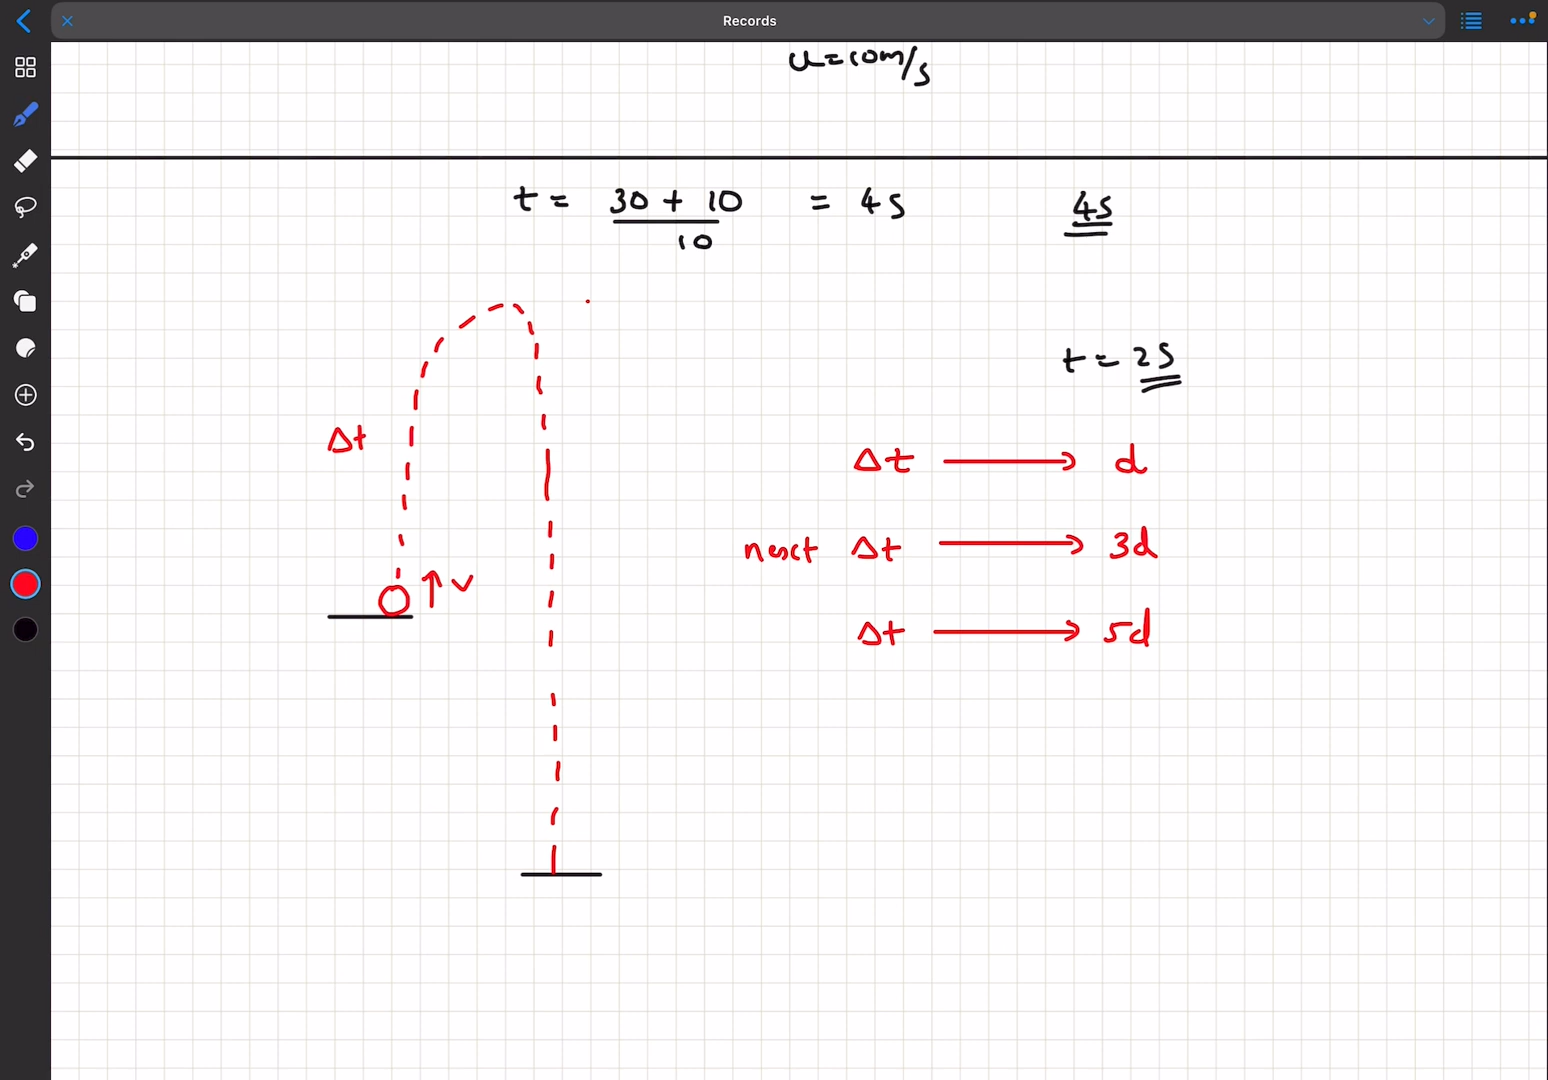 Records
u=10m/s
t = 30 + 10 = 4s 4s
10
t = 2s
Δt
Δt → d
next Δt → 3d
↑ v
Δt → 5d